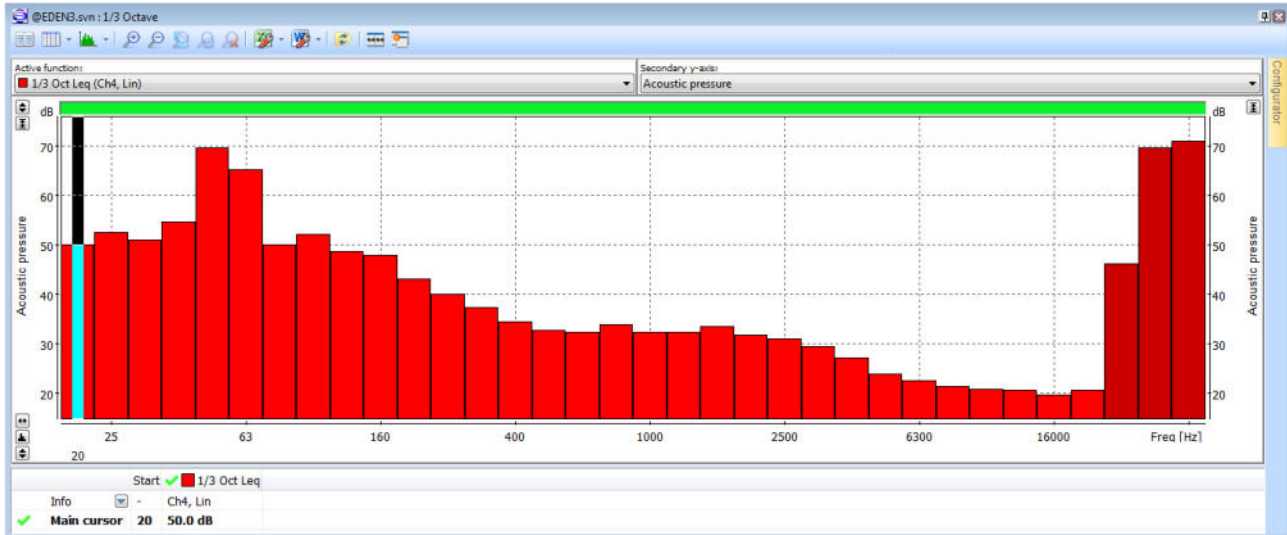 @EDEN3.svn : 1/3 Octave
Active function:
Secondary y-axis:
1/3 Oct Leq (Ch4, Lin)
Acoustic pressure
Configurator
dB
dB
70
70
60
60
50
50
40
40
30
30
20
20
Acoustic pressure
Acoustic pressure
25
63
160
400
1000
2500
6300
16000
Freq [Hz]
20
Start
1/3 Oct Leq
Info
-
Ch4, Lin
Main cursor
20
50.0 dB